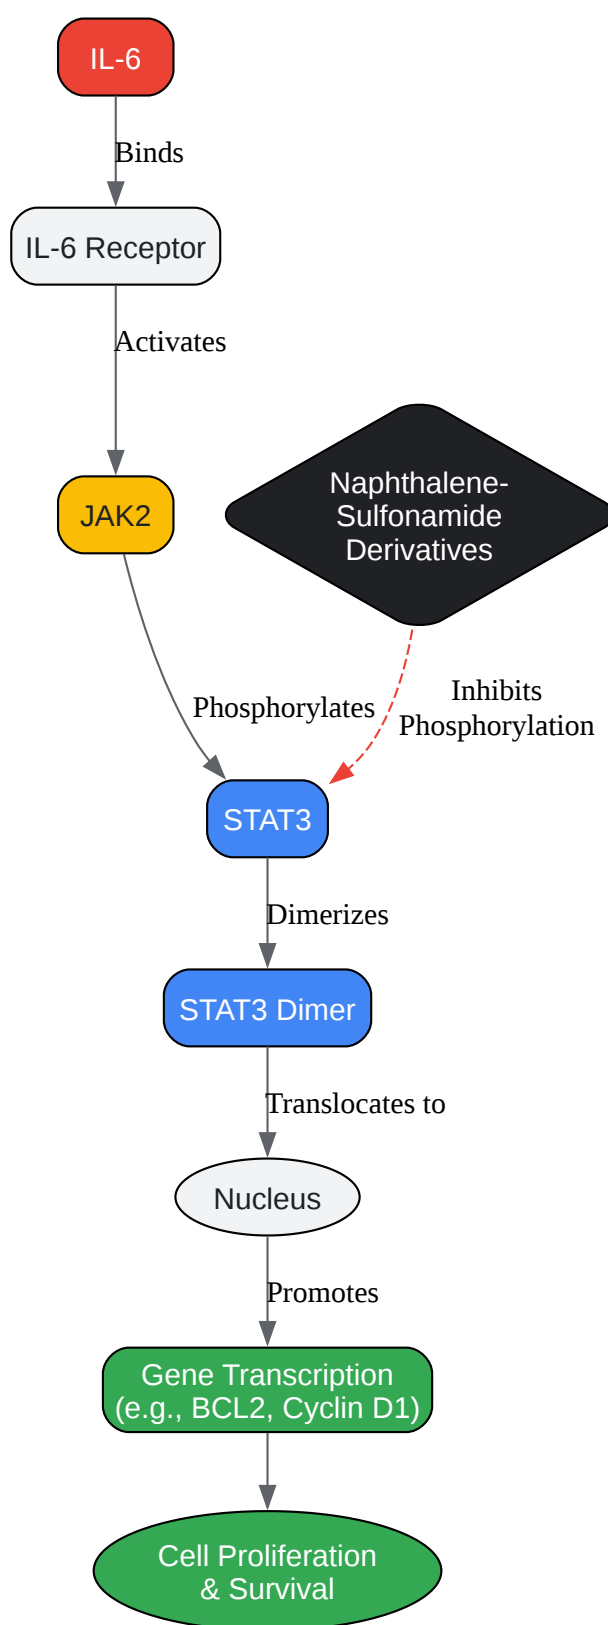 IL-6
Binds
IL-6 Receptor
Activates
JAK2
Naphthalene-
Sulfonamide
Derivatives
Phosphorylates
Inhibits
Phosphorylation
STAT3
Dimerizes
STAT3 Dimer
Translocates to
Nucleus
Promotes
Gene Transcription
(e.g., BCL2, Cyclin D1)
Cell Proliferation
& Survival